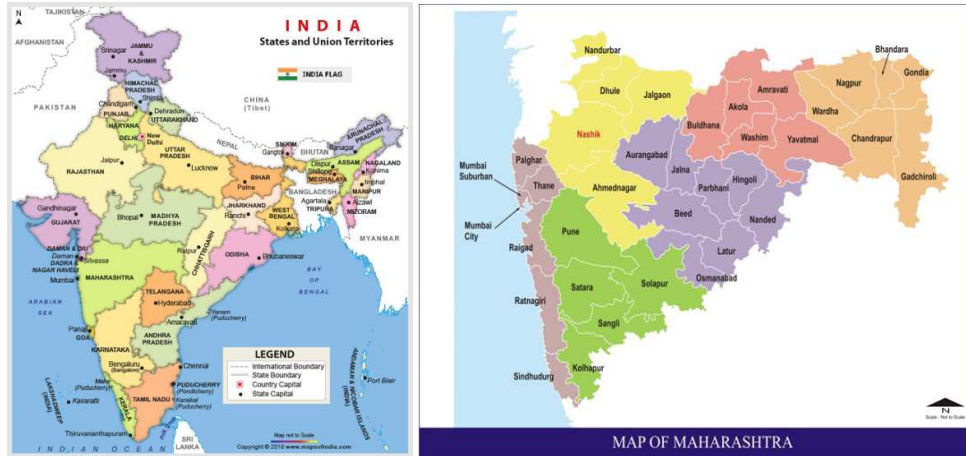 INDIA
States and Union Territories
INDIA FLAG
N
TAJIKISTAN
AFGHANISTAN
PAKISTAN
CHINA
(Tibet)
NEPAL
BHUTAN
BANGLADESH
MYANMAR
SRI
LANKA
JAMMU
&
KASHMIR
Srinagar
Jammu
HIMACHAL
PRADESH
Shimla
Chandigarh
PUNJAB
Dehradun
UTTARAKHAND
HARYANA
DELHI
New
Delhi
RAJASTHAN
Jaipur
UTTAR
PRADESH
Lucknow
SIKKIM
Gangtok
ARUNACHAL
PRADESH
Itanagar
Dispur
ASSAM
NAGALAND
Kohima
Shillong
MEGHALAYA
Imphal
MANIPUR
Agartala
TRIPURA
Aizawl
MIZORAM
BIHAR
Patna
JHARKHAND
Ranchi
WEST
BENGAL
Kolkata
Gandhinagar
GUJARAT
Bhopal
MADHYA
PRADESH
CHHATTISGARH
Raipur
ODISHA
Bhubaneswar
DAMAN & DIU
Daman
DADRA &
NAGAR HAVELI
Silvassa
Mumbai
MAHARASHTRA
TELANGANA
Hyderabad
Amaravati
ANDHRA
PRADESH
Yanam
(Puducherry)
Panaji
GOA
KARNATAKA
Bengaluru
(Bangalore)
Chennai
PUDUCHERRY
(Pondicherry)
Karaikal
(Puducherry)
Mahe
(Puducherry)
TAMIL NADU
KERALA
Thiruvananthapuram
LAKSHADWEEP
(INDIA)
Kavaratti
ANDAMAN & NICOBAR ISLANDS
(INDIA)
Port Blair
ARABIAN
SEA
BAY
OF
BENGAL
INDIAN OCEAN
LEGEND
International Boundary
State Boundary
Country Capital
State Capital
Map not to Scale
Copyright © 2018 www.mapsofindia.com
Nandurbar
Dhule
Jalgaon
Nashik
Ahmednagar
Buldhana
Akola
Amravati
Washim
Yavatmal
Wardha
Nagpur
Bhandara
Gondia
Chandrapur
Gadchiroli
Aurangabad
Jalna
Parbhani
Hingoli
Beed
Nanded
Latur
Osmanabad
Palghar
Mumbai
Suburban
Thane
Mumbai
City
Raigad
Ratnagiri
Sindhudurg
Pune
Satara
Solapur
Sangli
Kolhapur
N
Scale : Not to Scale
MAP OF MAHARASHTRA